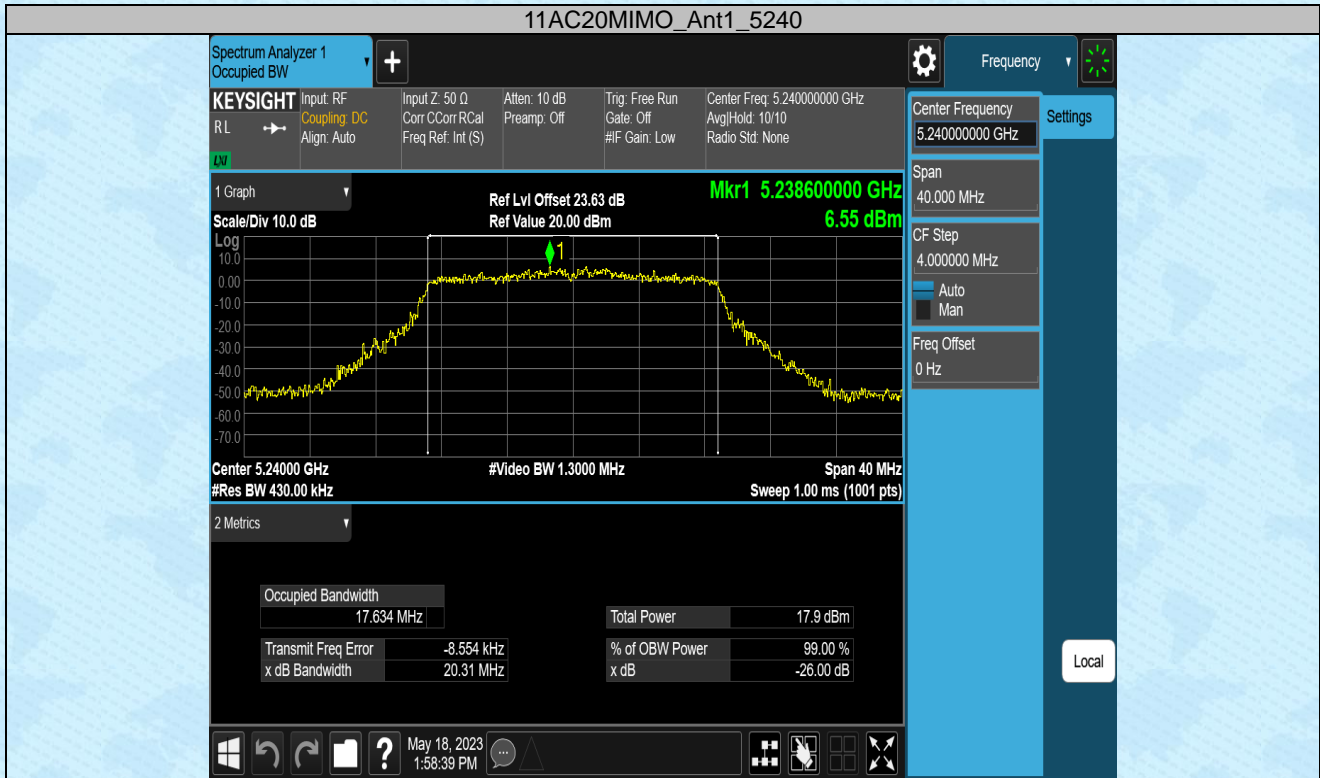 11AC20MIMO_Ant1_5240
Spectrum Analyzer 1
Occupied BW
Frequency
KEYSIGHT
RL
LXI
Input: RF
Coupling: DC
Align: Auto
Input Z: 50 Ω
Corr CCorr RCal
Freq Ref: Int (S)
Atten: 10 dB
Preamp: Off
Trig: Free Run
Gate: Off
#IF Gain: Low
Center Freq: 5.240000000 GHz
Avg|Hold: 10/10
Radio Std: None
Center Frequency
5.240000000 GHz
Settings
Span
40.000 MHz
CF Step
4.000000 MHz
Auto
Man
Freq Offset
0 Hz
Local
1 Graph
Scale/Div 10.0 dB
Ref Lvl Offset 23.63 dB
Ref Value 20.00 dBm
Mkr1 5.238600000 GHz
6.55 dBm
Log
1
10.0
0.00
-10.0
-20.0
-30.0
-40.0
-50.0
-60.0
-70.0
Center 5.24000 GHz
#Video BW 1.3000 MHz
Span 40 MHz
#Res BW 430.00 kHz
Sweep 1.00 ms (1001 pts)
2 Metrics
Occupied Bandwidth
17.634 MHz
Total Power 17.9 dBm
Transmit Freq Error -8.554 kHz
% of OBW Power 99.00 %
x dB Bandwidth 20.31 MHz
x dB -26.00 dB
?
May 18, 2023
1:58:39 PM